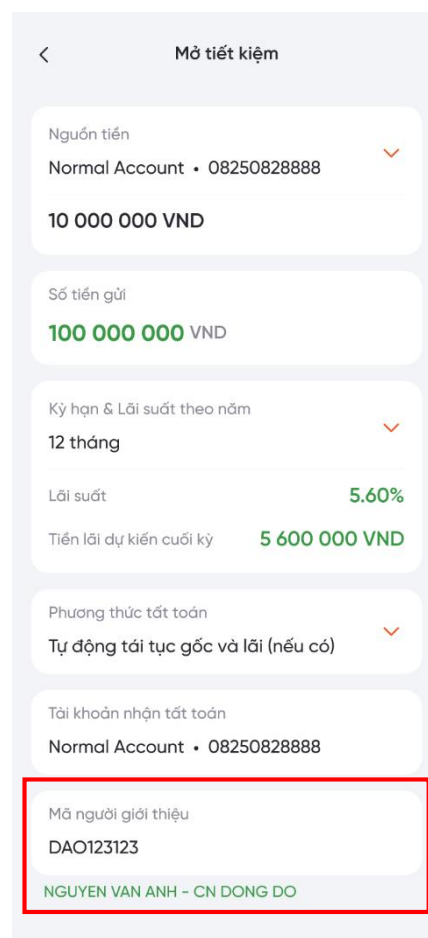 Mở tiết kiệm
Nguồn tiền
Normal Account • 08250828888
10 000 000 VND
Số tiền gửi
100 000 000 VND
Kỳ hạn & Lãi suất theo năm
12 tháng
Lãi suất 5.60%
Tiền lãi dự kiến cuối kỳ 5 600 000 VND
Phương thức tất toán
Tự động tái tục gốc và lãi (nếu có)
Tài khoản nhận tất toán
Normal Account • 08250828888
Mã người giới thiệu
DAO123123
NGUYEN VAN ANH - CN DONG DO